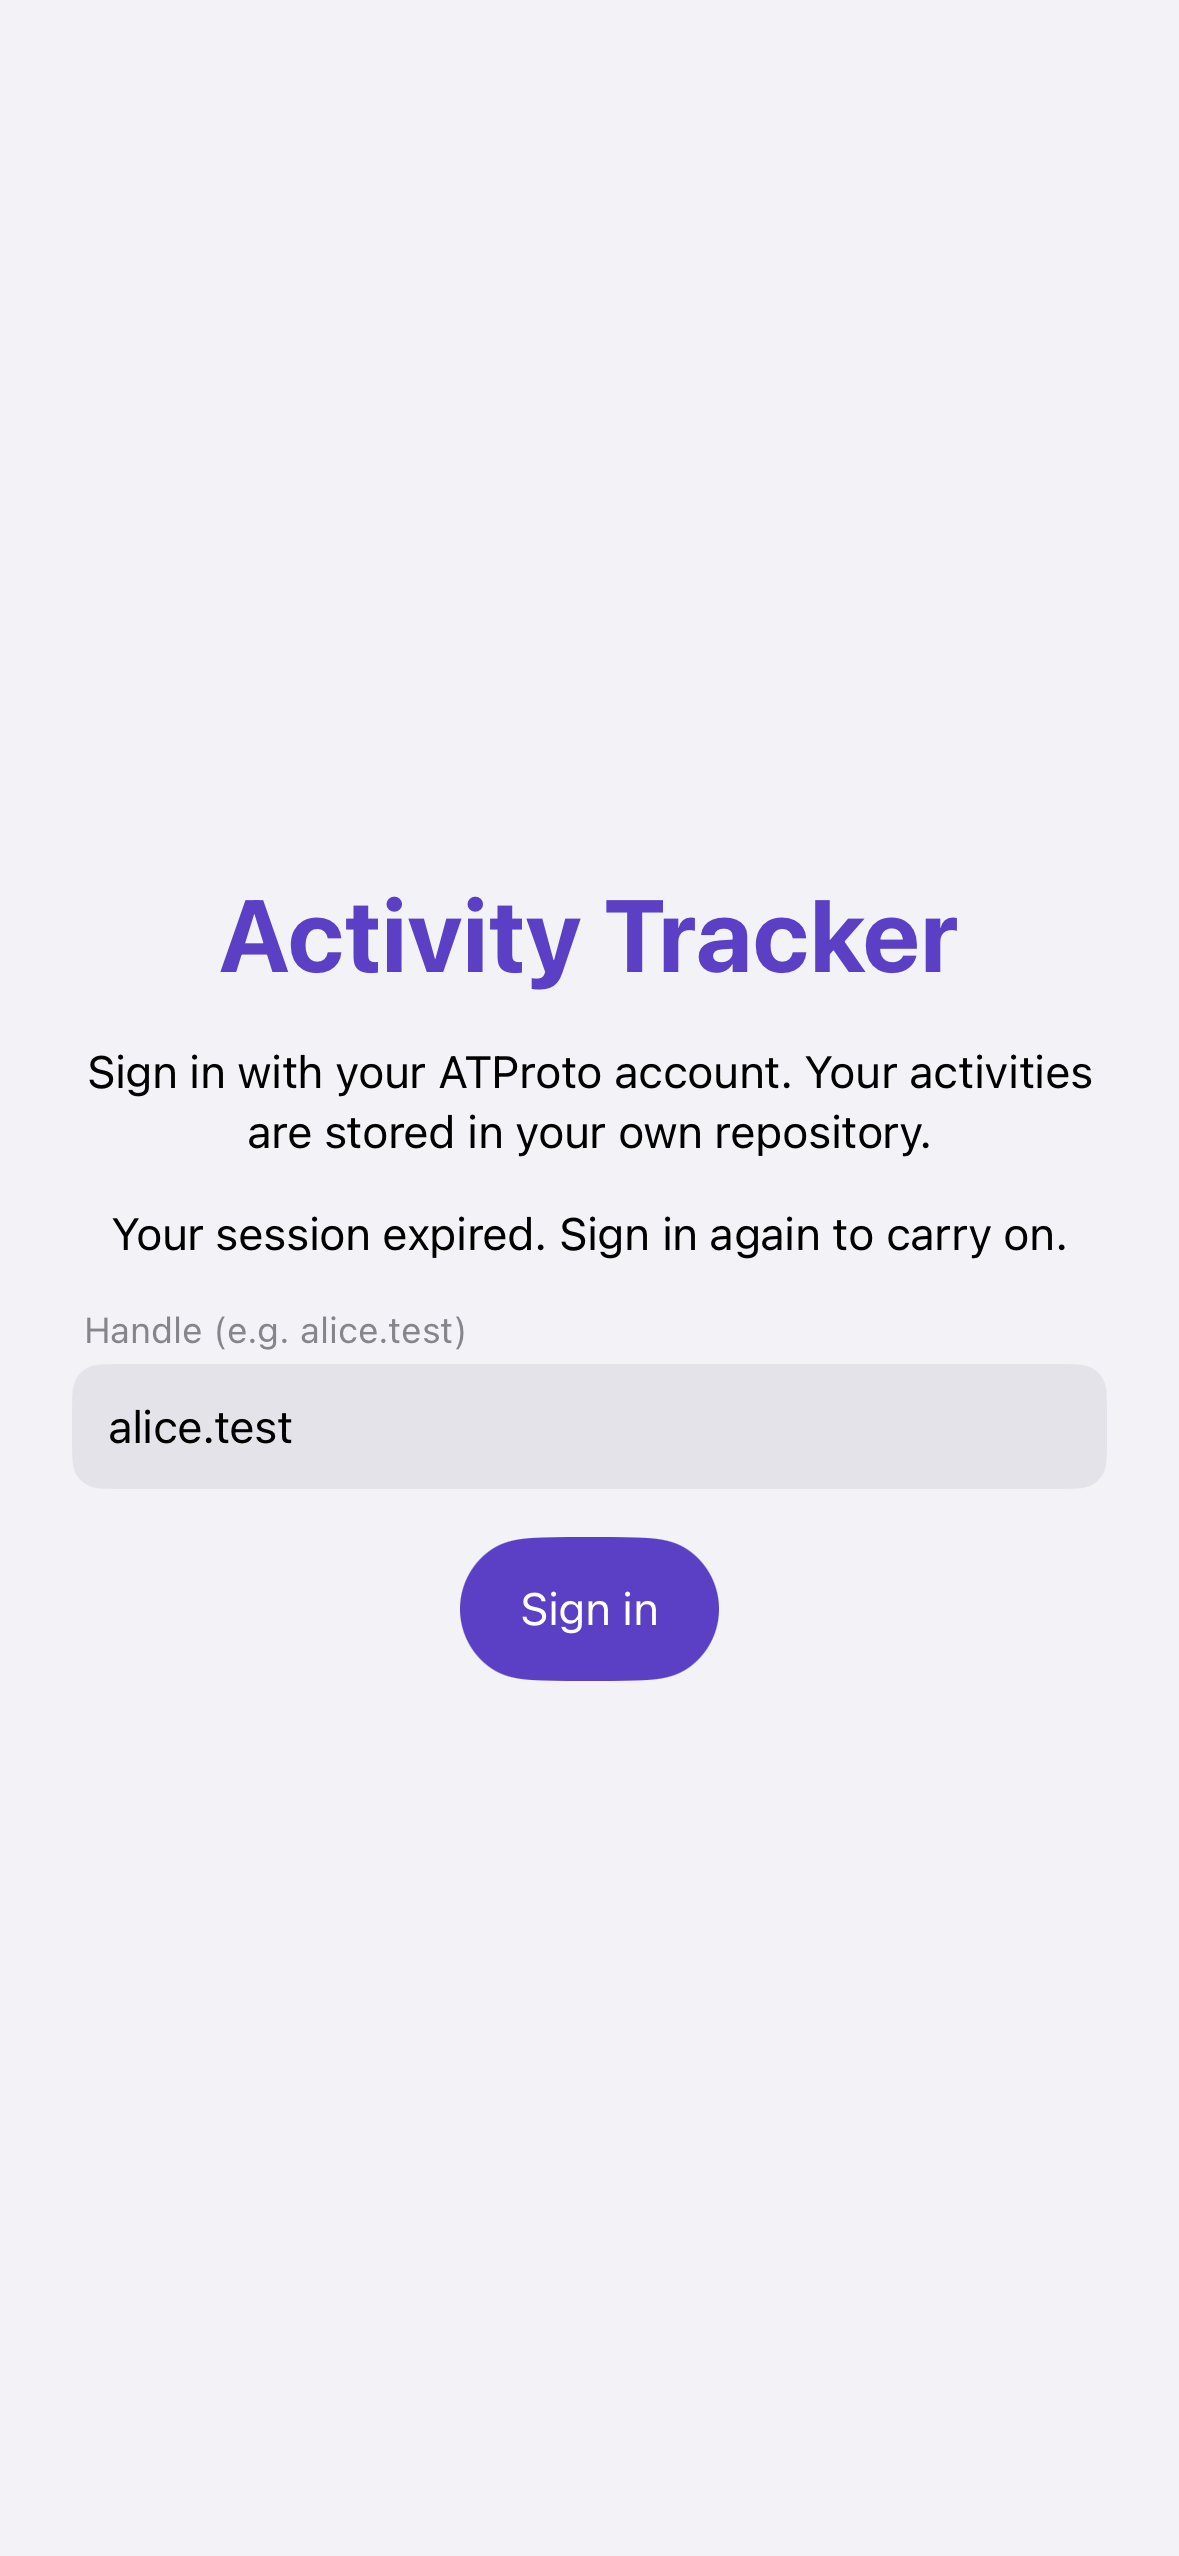 Activity Tracker
Sign in with your ATProto account. Your activities
are stored in your own repository.
Your session expired. Sign in again to carry on.
Handle (e.g. alice.test)
alice.test
Sign in